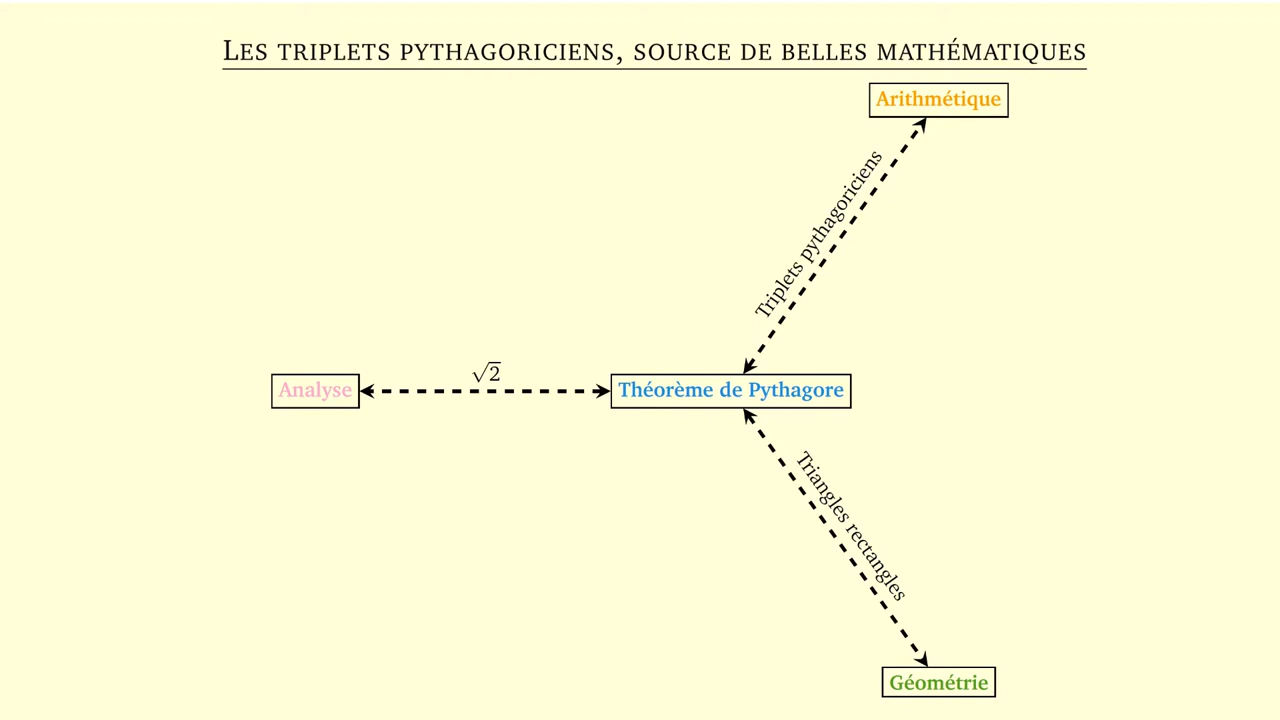 LES TRIPLETS PYTHAGORICIENS, SOURCE DE BELLES MATHÉMATIQUES
Arithmétique
Triplets pythagoriciens
√2
Analyse
Théorème de Pythagore
Triangles rectangles
Géométrie